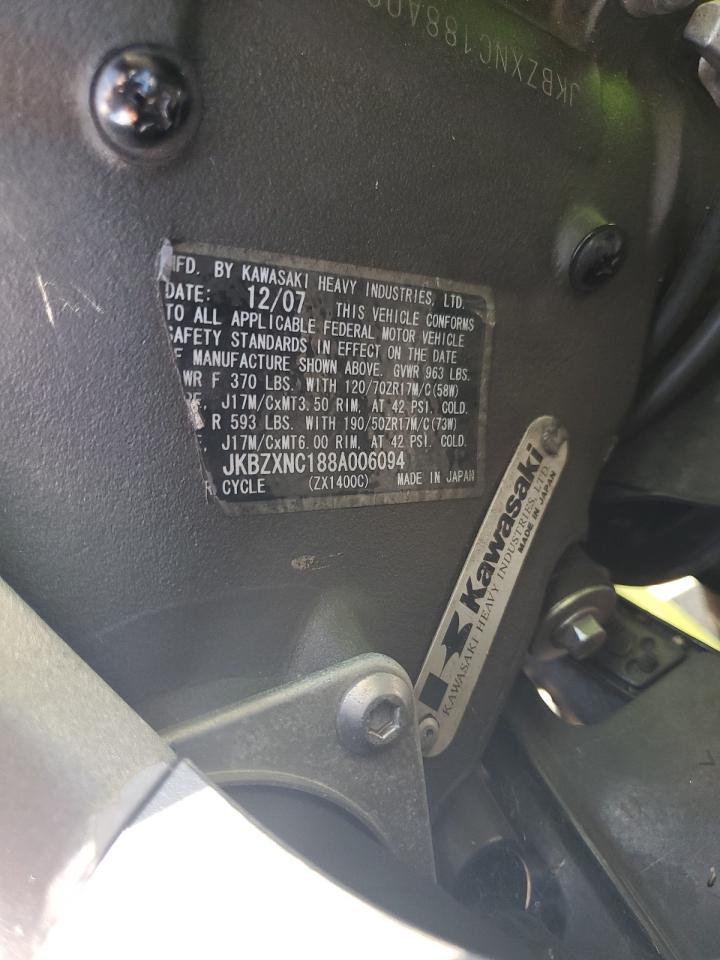 JKBZXNC188A0
MFD. BY KAWASAKI HEAVY INDUSTRIES, LTD.
DATE: 12/07 THIS VEHICLE CONFORMS
TO ALL APPLICABLE FEDERAL MOTOR VEHICLE
SAFETY STANDARDS IN EFFECT ON THE DATE
F MANUFACTURE SHOWN ABOVE. GVWR 963 LBS.
WR F 370 LBS. WITH 120/70ZR17M/C(58W)
RE, J17M/CxMT3.50 RIM, AT 42 PSI. COLD.
R 593 LBS. WITH 190/50ZR17M/C(73W)
E, J17M/CxMT6.00 RIM, AT 42 PSI. COLD.
JKBZXNC188A006094
R CYCLE (ZX1400C) MADE IN JAPAN
Kawasaki
KAWASAKI HEAVY INDUSTRIES, LTD.
MADE IN JAPAN